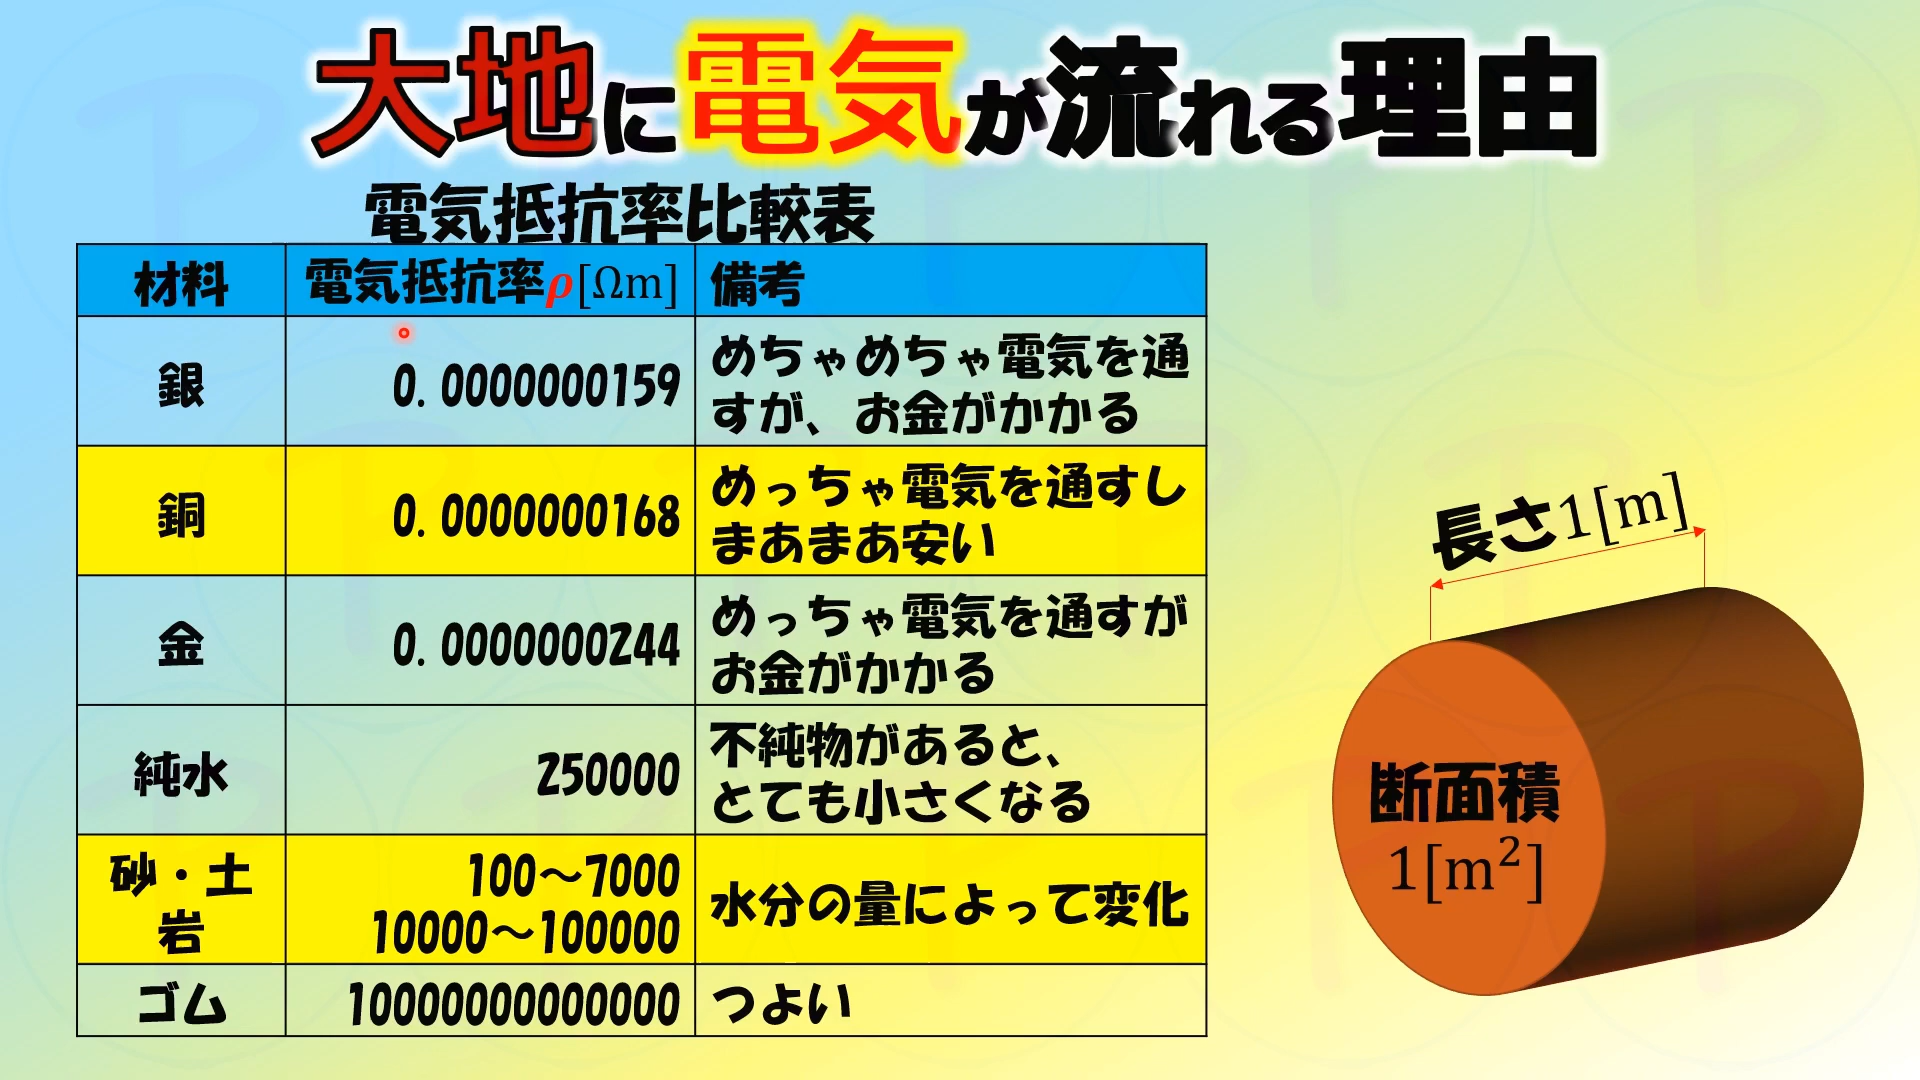 大地に電気が流れる理由
電気抵抗率比較表
材料 電気抵抗率ρ[Ωm] 備考
銀 0.0000000159 めちゃめちゃ電気を通
すが、お金がかかる
銅 0.0000000168 めっちゃ電気を通すし
まあまあ安い
金 0.0000000244 めっちゃ電気を通すが
お金がかかる
純水 250000 不純物があると、
とても小さくなる
砂・土 100～7000 水分の量によって変化
岩 10000～100000
ゴム 10000000000000 つよい
長さ1[m]
断面積
1[m²]